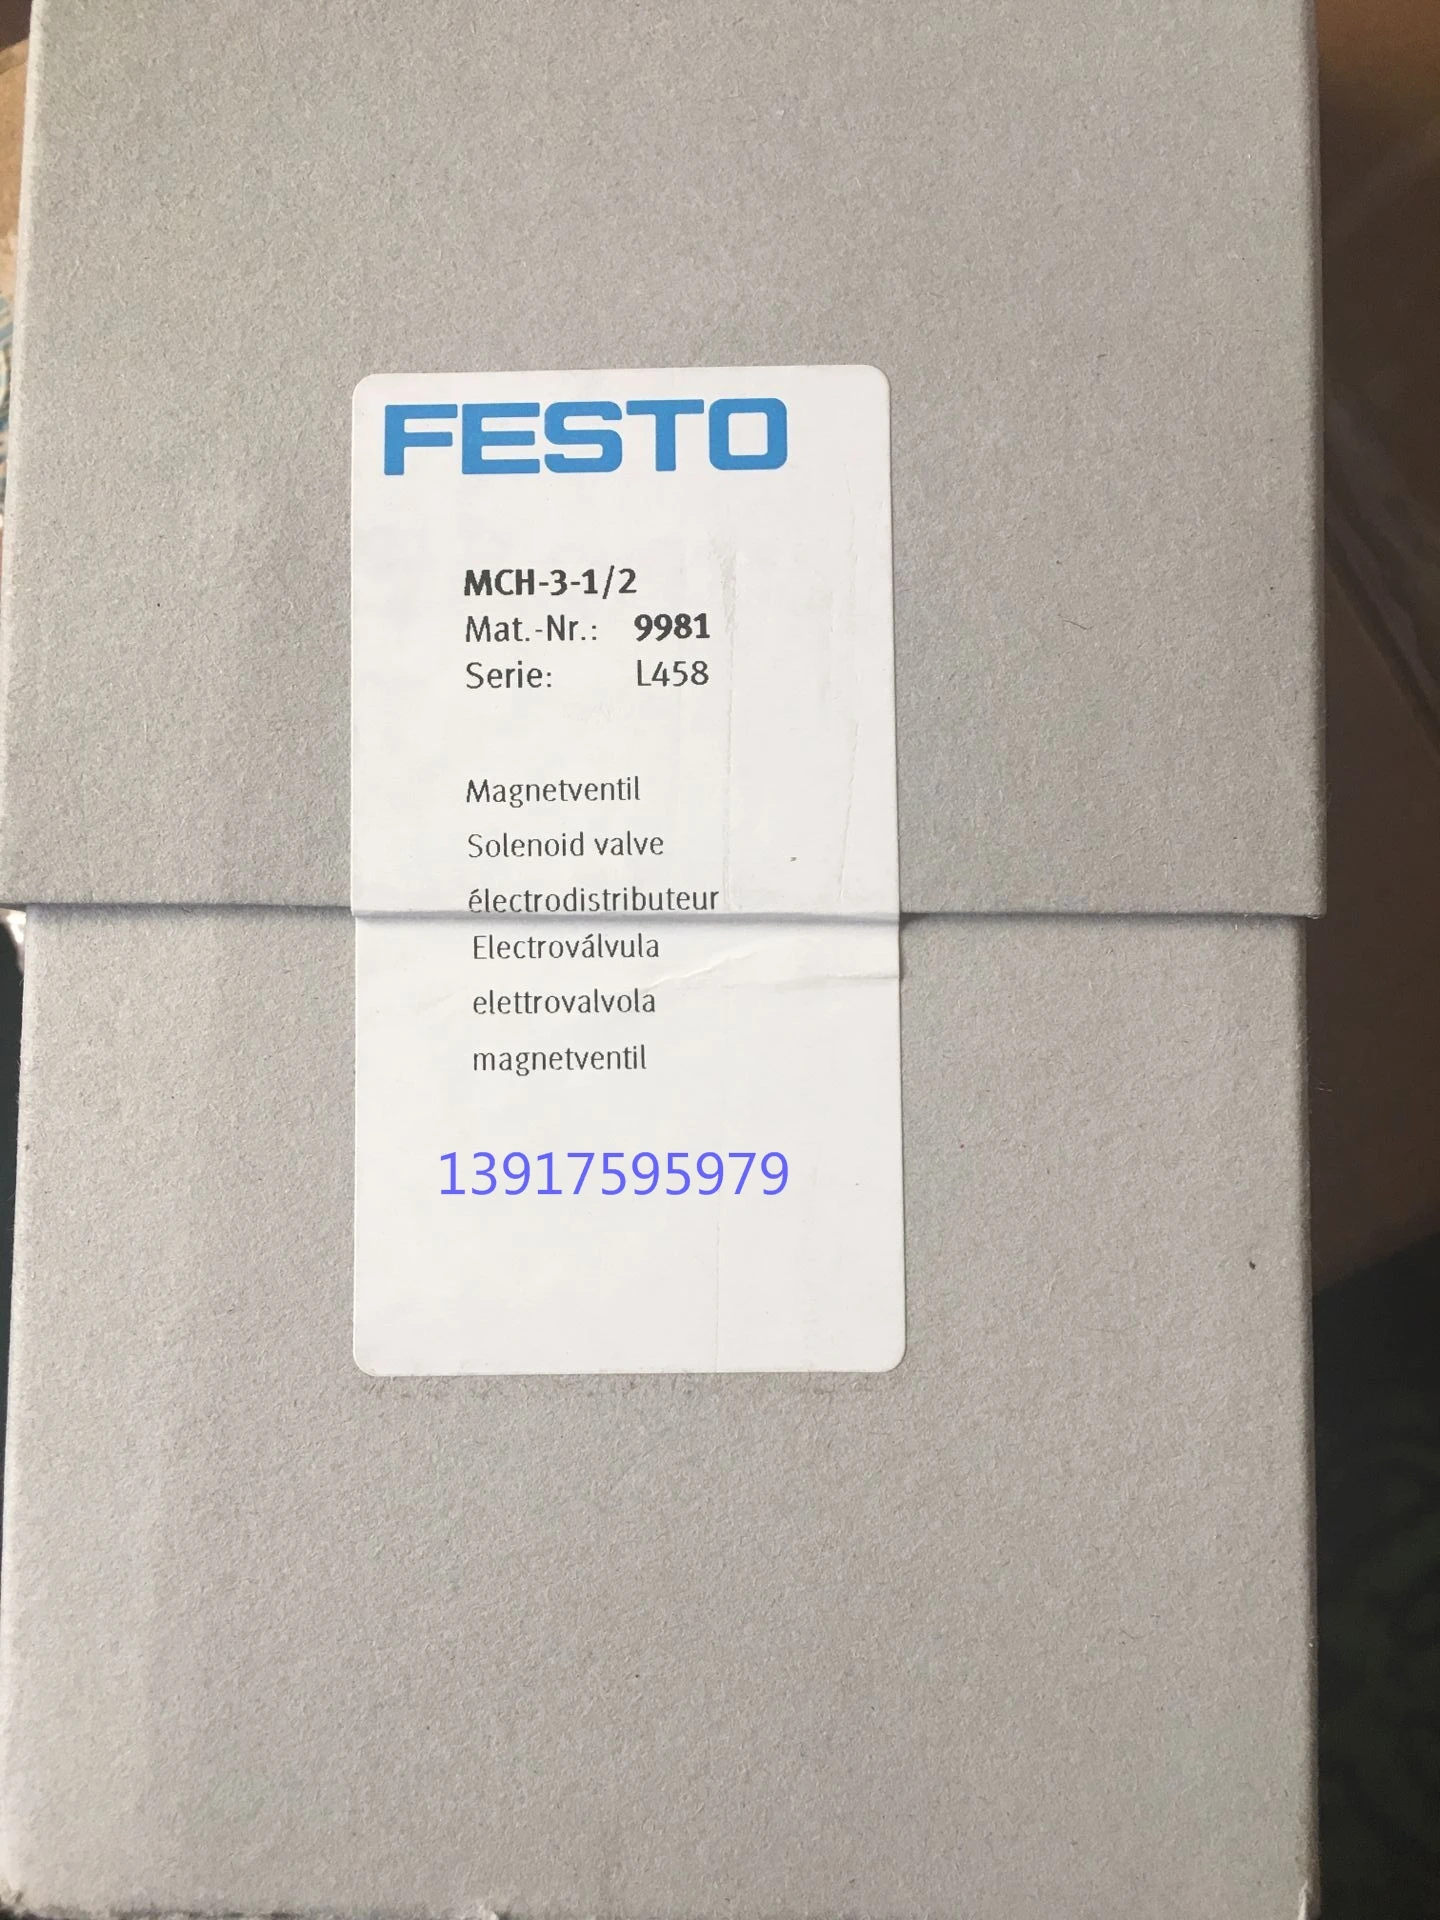 FESTO
MCH-3-1/2
Mat.-Nr.: 9981
Serie: L458
Magnetventil
Solenoid valve
électrodistributeur
Electroválvula
elettrovalvola
magnetventil
13917595979